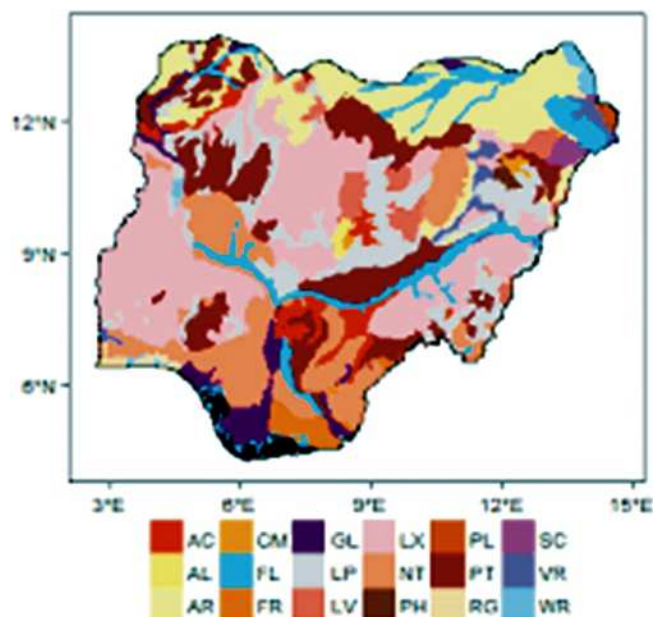 12°N
9°N
6°N
3°E 6°E 9°E 12°E 15°E
AC CM GL LX PL SC
AL FL LP NT PT VR
AR FR LV PH RG WR